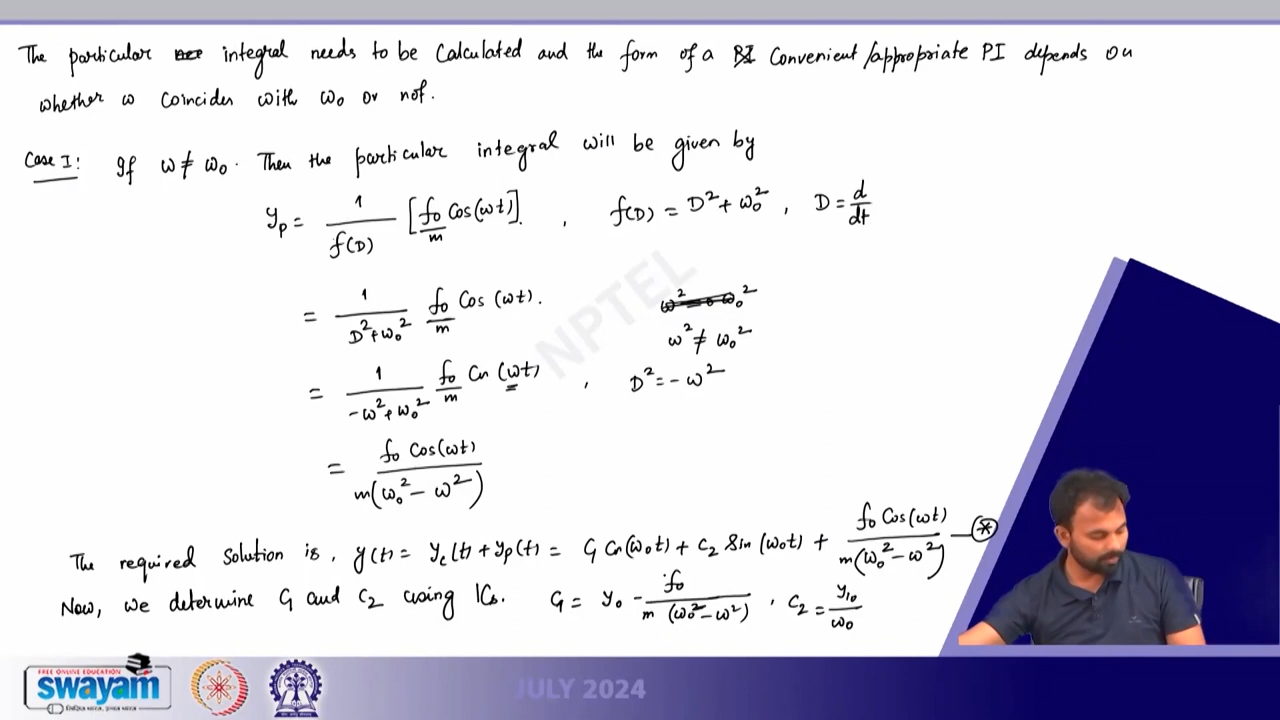 The particular integral needs to be calculated and the form of a convenient/appropriate PI depends on
whether ω coincides with ω₀ or not.
Case I: If ω ≠ ω₀. Then the particular integral will be given by
y_p = 1/f(D) [f₀/m Cos(ωt)], f(D) = D² + ω₀², D = d/dt
= 1/(D²+ω₀²) f₀/m Cos (ωt).
ω² ≠ ω₀²
= 1/(-ω²+ω₀²) f₀/m Cos (ωt), D² = -ω²
= f₀ Cos(ωt)/m(ω₀² - ω²)
The required solution is, y(t) = y_c(t) + y_p(t) = C₁ Cos(ω₀t) + C₂ Sin (ω₀t) + f₀ Cos(ωt)/m(ω₀² - ω²) — (*)
Now, we determine C₁ and C₂ using ICs. C₁ = y₀ - f₀/m (ω₀² - ω²), C₂ = y₁₀/ω₀
NPTEL
FREE ONLINE EDUCATION
swayam
JULY 2024